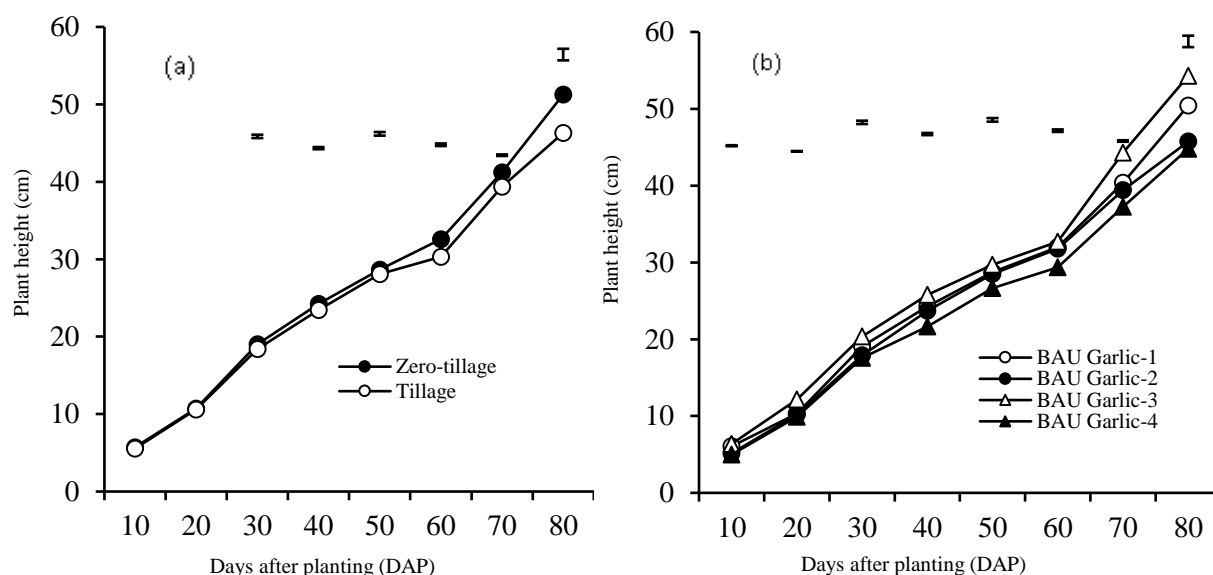 60
50
40
30
20
10
0
Plant height (cm)
(a)
Zero-tillage
Tillage
10 20 30 40 50 60 70 80
Days after planting (DAP)
60
50
40
30
20
10
0
Plant height (cm)
(b)
BAU Garlic-1
BAU Garlic-2
BAU Garlic-3
BAU Garlic-4
10 20 30 40 50 60 70 80
Days after planting (DAP)